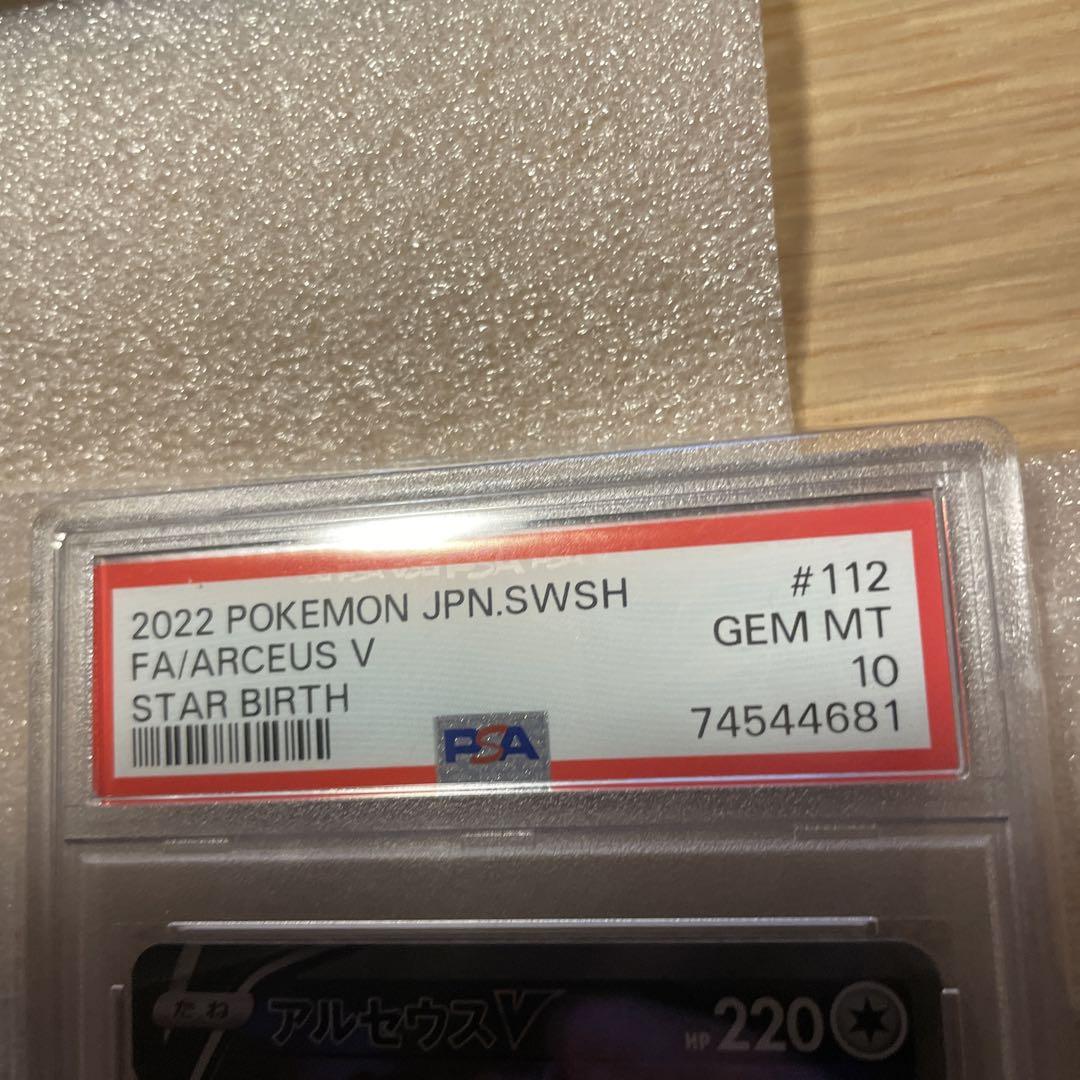 2022 POKEMON JPN.SWSH
#112
FA/ARCEUS V
GEM MT
STAR BIRTH
10
PSA
74544681
たね アルセウスV HP 220